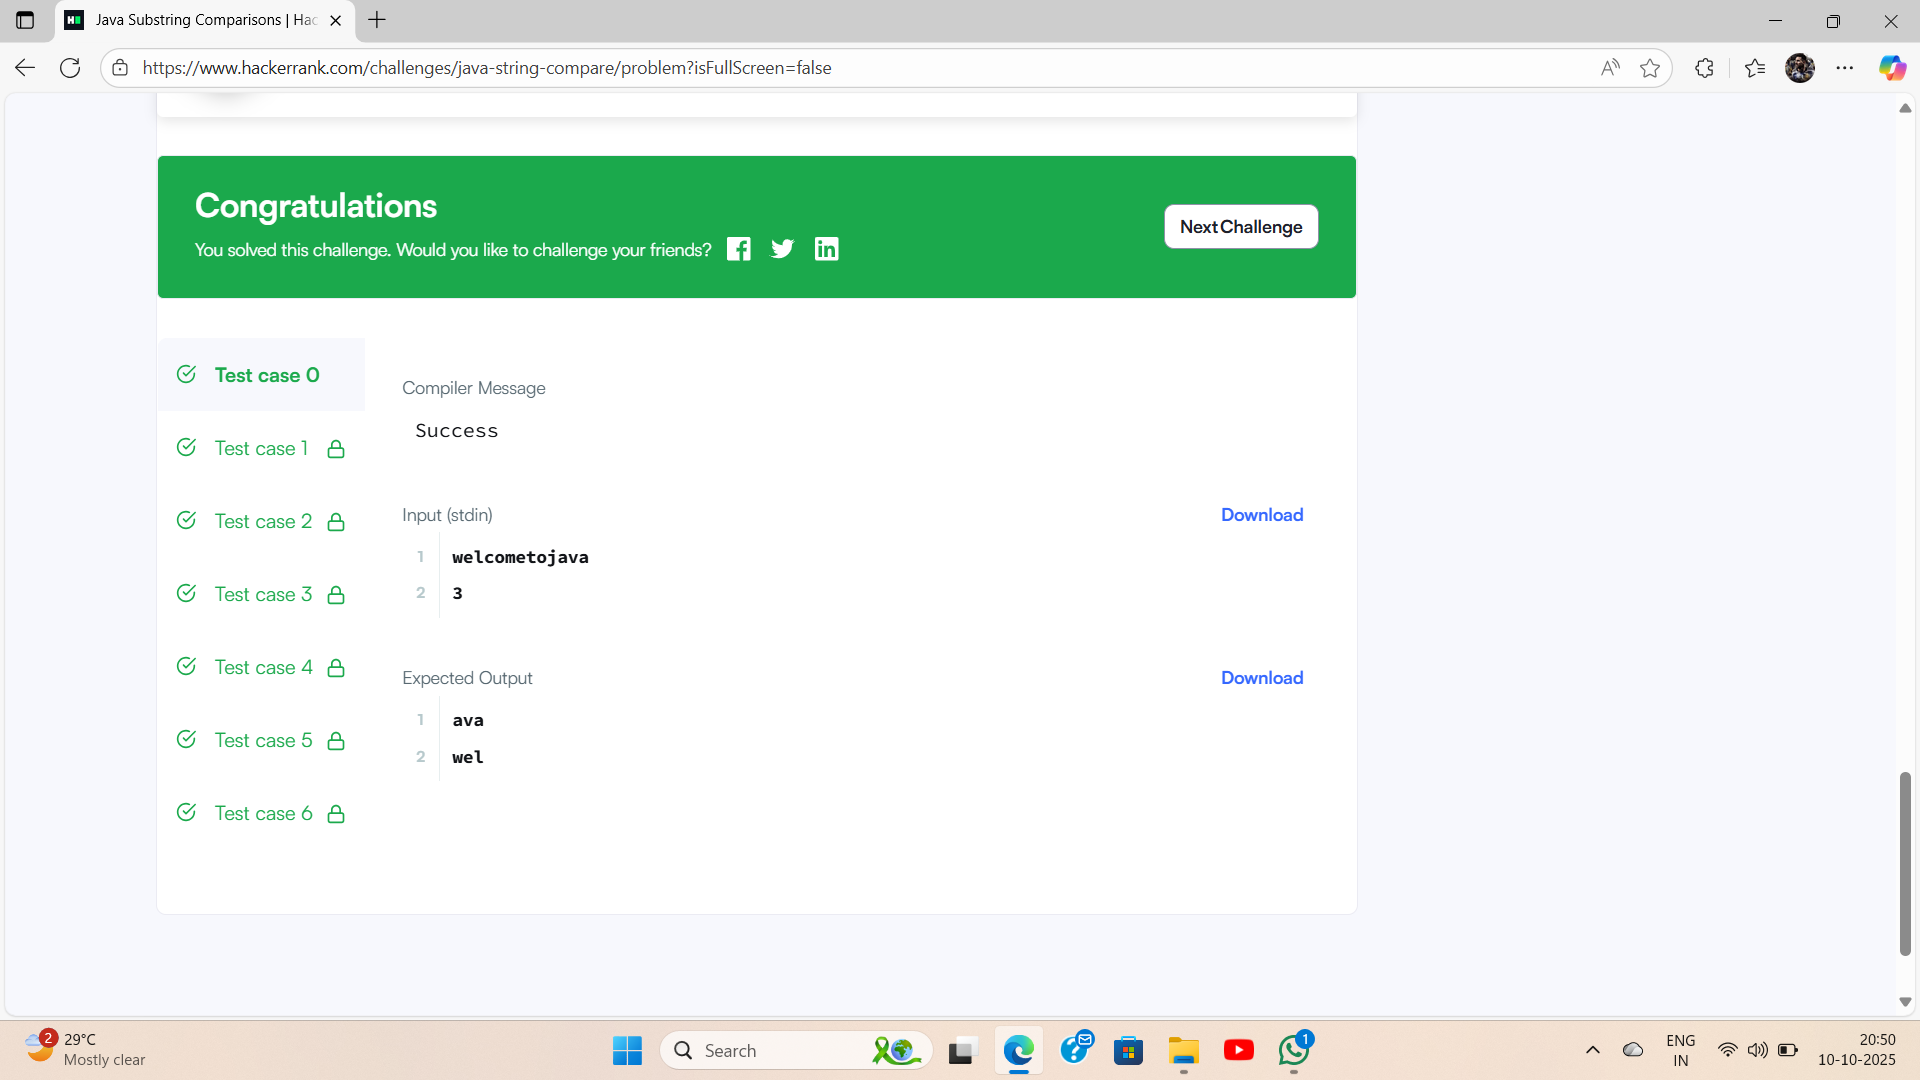 Java Substring Comparisons | Hac
https://www.hackerrank.com/challenges/java-string-compare/problem?isFullScreen=false
Congratulations
You solved this challenge. Would you like to challenge your friends?
Next Challenge
Test case 0
Test case 1
Test case 2
Test case 3
Test case 4
Test case 5
Test case 6
Compiler Message
Success
Input (stdin)
Download
1 welcometojava
2 3
Expected Output
Download
1 ava
2 wel
2
29°C
Mostly clear
Search
1
ENG
IN
20:50
10-10-2025